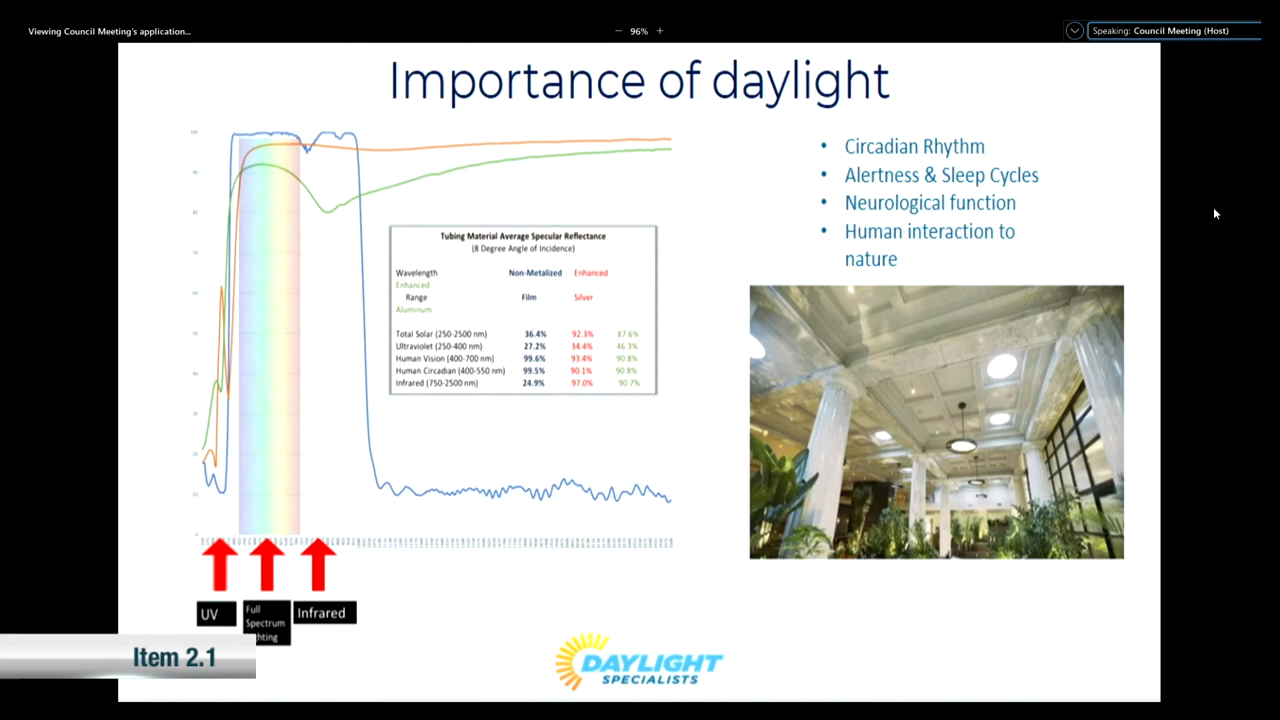 Viewing Council Meeting's application...
96%
Speaking: Council Meeting (Host)
Importance of daylight
• Circadian Rhythm
• Alertness & Sleep Cycles
• Neurological function
• Human interaction to
nature
100
90
80
70
60
Tubing Material Average Specular Reflectance
(8 Degree Angle of Incidence)
Wavelength Non-Metalized Enhanced
Enhanced
Range Film Silver
Aluminum
Total Solar (250-2500 nm) 36.4% 92.3% 87.6%
Ultraviolet (250-400 nm) 27.2% 34.4% 46.3%
Human Vision (400-700 nm) 99.6% 93.4% 90.8%
Human Circadian (400-550 nm) 99.5% 90.1% 90.8%
Infrared (750-2500 nm) 24.9% 97.0% 90.7%
UV
Full
Spectrum
Infrared
Item 2.1
DAYLIGHT
SPECIALISTS